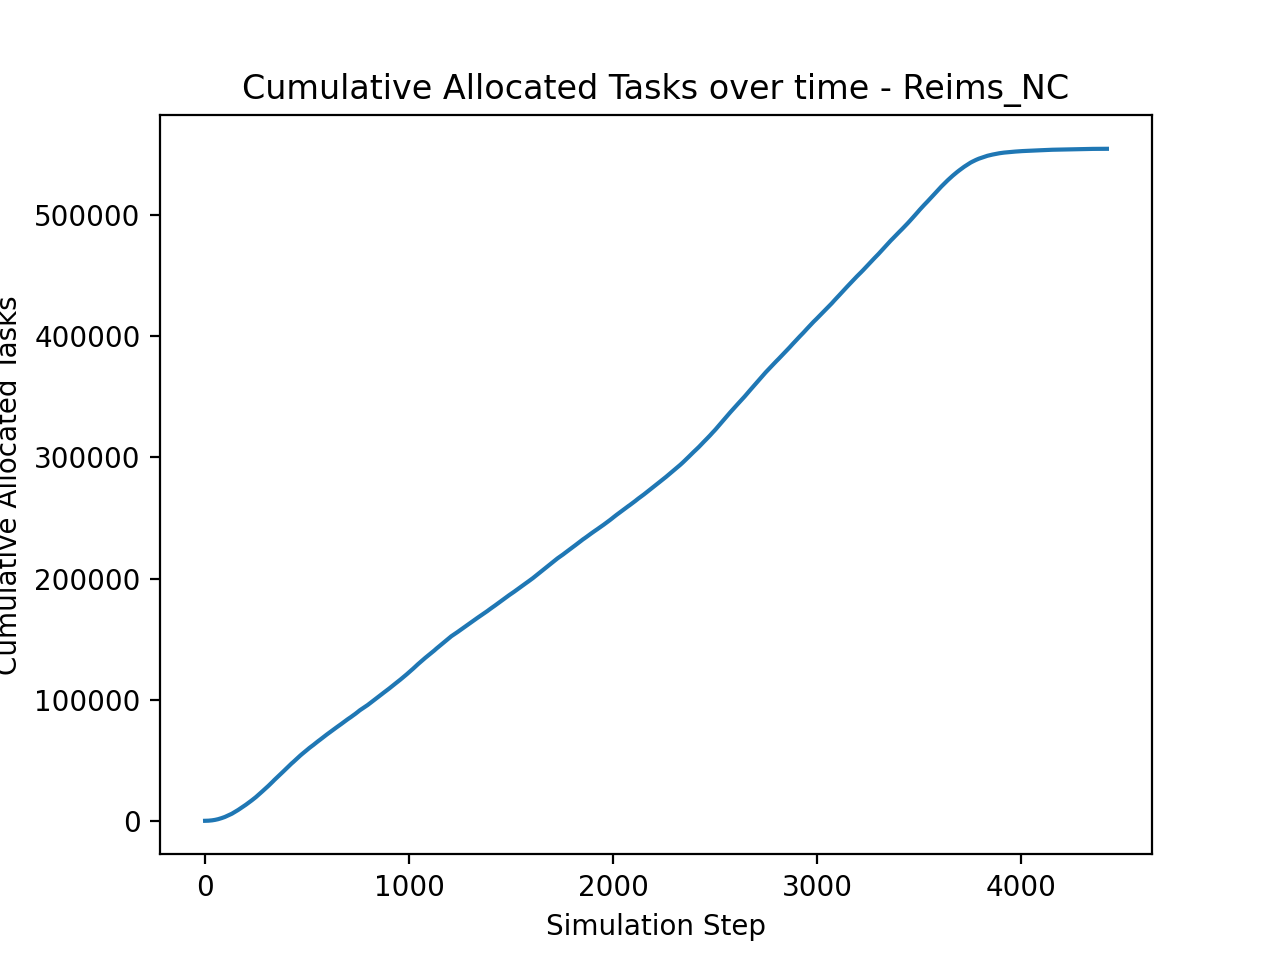 Cumulative Allocated Tasks over time - Reims_NC
Cumulative Allocated Tasks
500000
400000
300000
200000
100000
0
0 1000 2000 3000 4000
Simulation Step